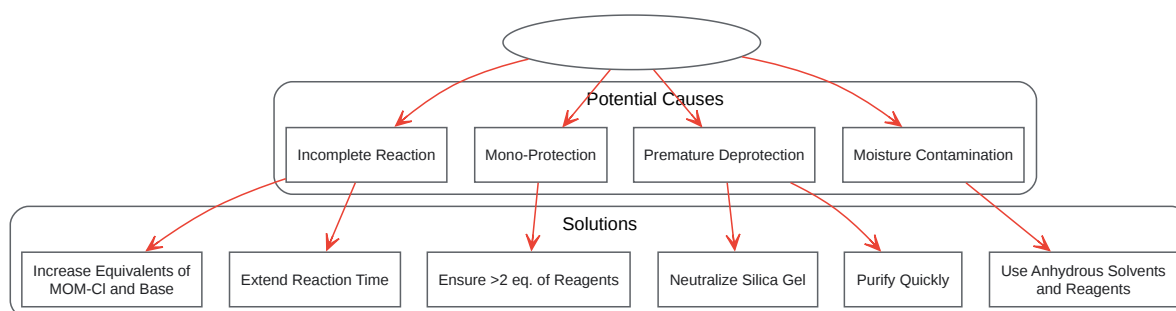 Potential Causes
Incomplete Reaction
Mono-Protection
Premature Deprotection
Moisture Contamination
Solutions
Increase Equivalents of
MOM-Cl and Base
Extend Reaction Time
Ensure >2 eq. of Reagents
Neutralize Silica Gel
Purify Quickly
Use Anhydrous Solvents
and Reagents